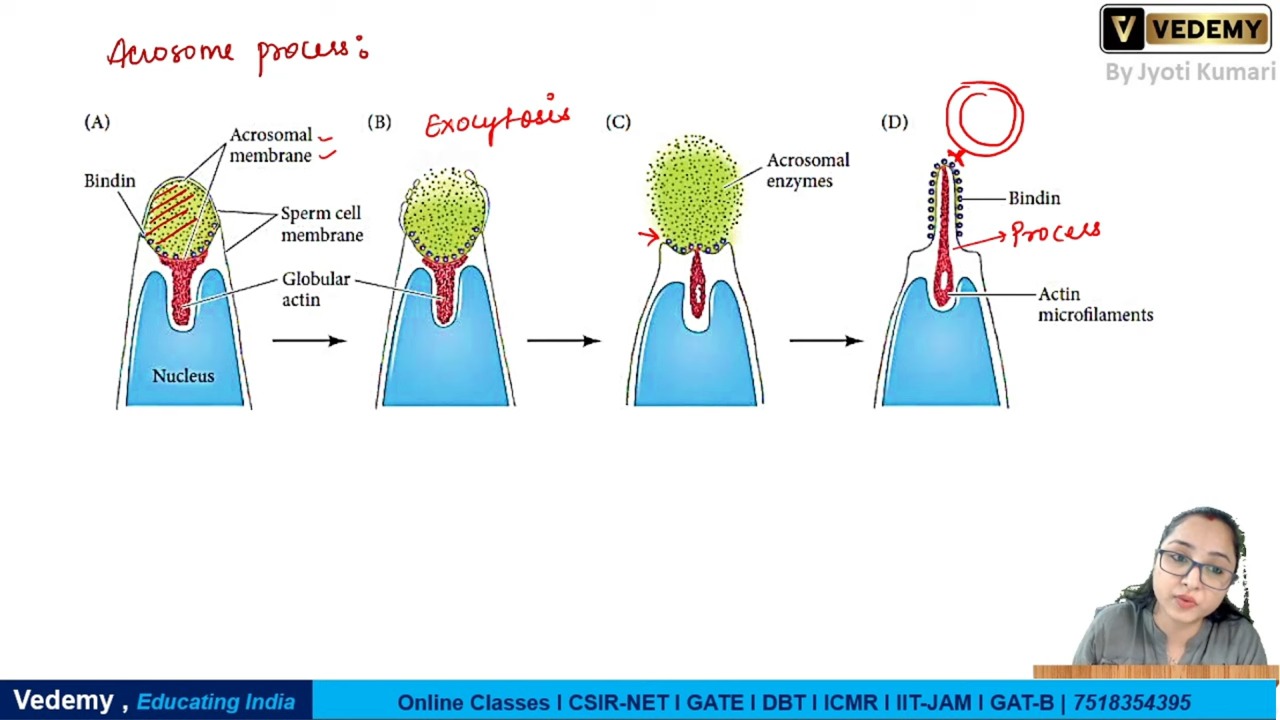 Acrosome process:
VEDEMY
By Jyoti Kumari
(A)
Acrosomal
membrane
Bindin
Sperm cell
membrane
Globular
actin
Nucleus
(B)
Exocytosis
(C)
Acrosomal
enzymes
(D)
Bindin
Process
Actin
microfilaments
Vedemy , Educating India
Online Classes I CSIR-NET I GATE I DBT I ICMR I IIT-JAM I GAT-B | 7518354395